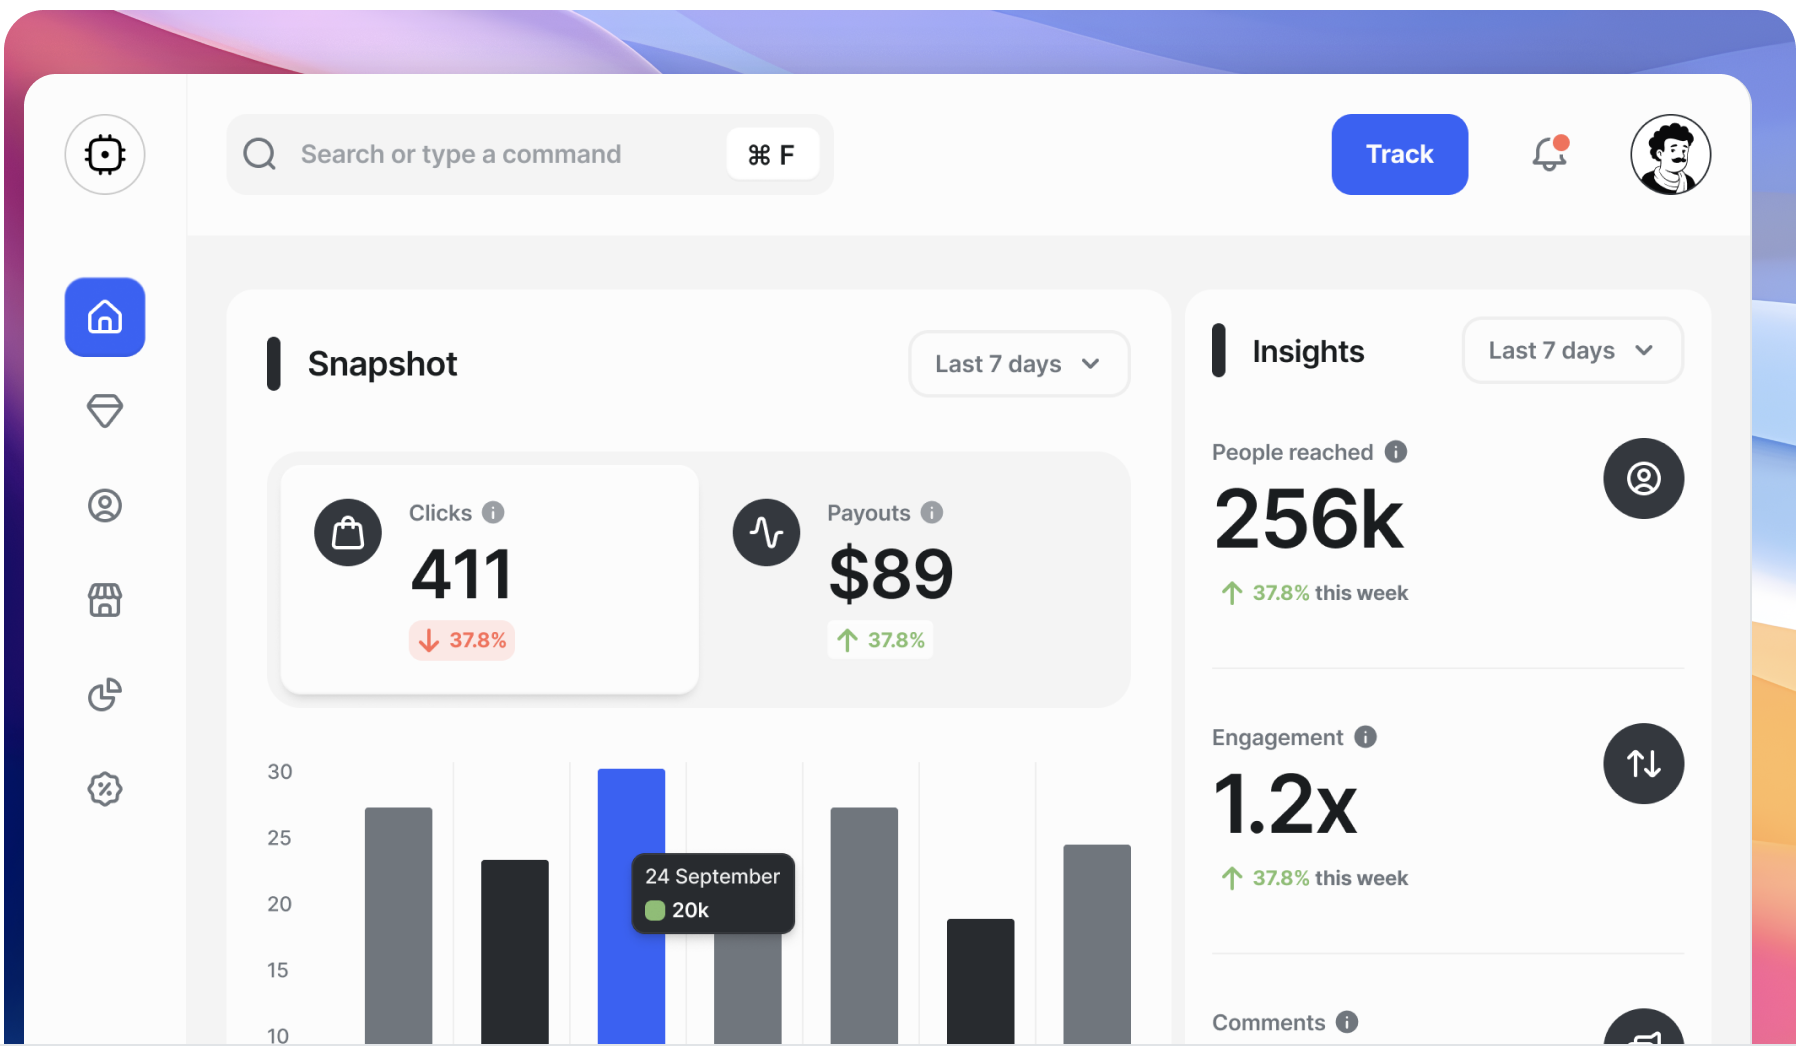 Search or type a command
⌘ F
Track
Snapshot
Last 7 days
Clicks
411
37.8%
Payouts
$89
37.8%
30
25
20
15
10
24 September
20k
Insights
Last 7 days
People reached
256k
37.8% this week
Engagement
1.2x
37.8% this week
Comments